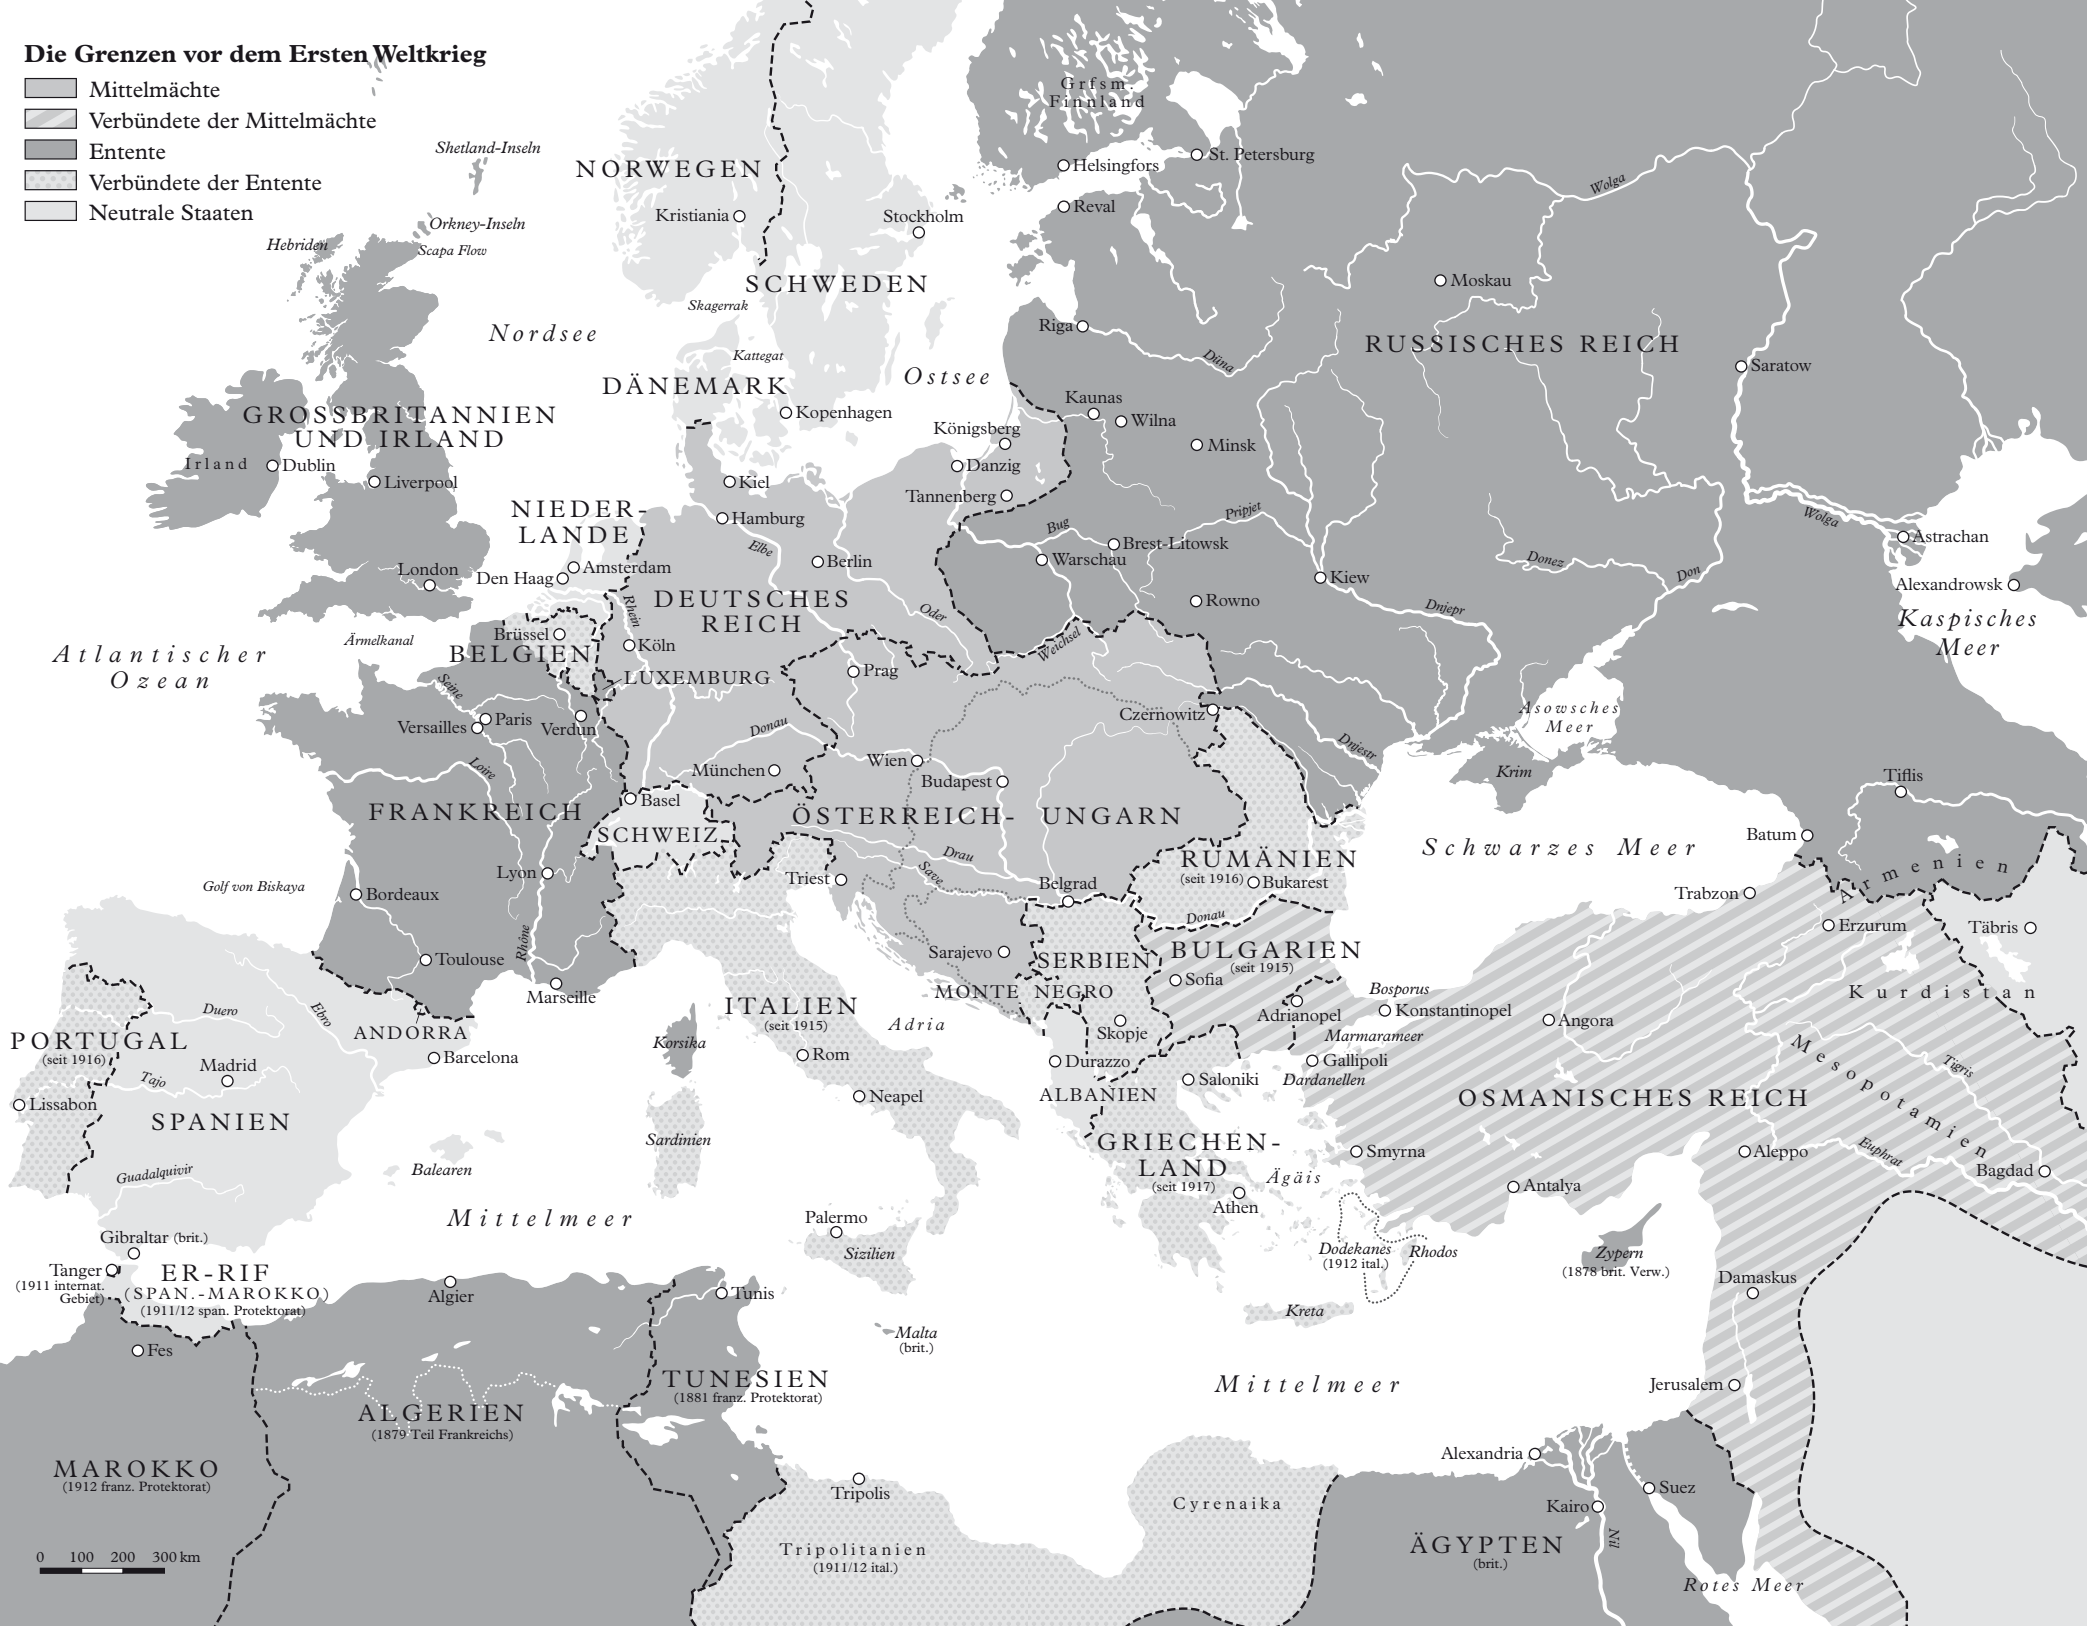 Die Grenzen vor dem Ersten Weltkrieg
Mittelmächte
Verbündete der Mittelmächte
Entente
Verbündete der Entente
Neutrale Staaten
Shetland-Inseln
Orkney-Inseln
Scapa Flow
Hebriden
NORWEGEN
Kristiania
Stockholm
SCHWEDEN
Skagerrak
Nordsee
Kattegat
DÄNEMARK
Kopenhagen
Ostsee
Grfsm.
Finnland
Helsingfors
St. Petersburg
Reval
Riga
Düna
Wolga
Moskau
RUSSISCHES REICH
Saratow
GROSSBRITANNIEN
UND IRLAND
Irland
Dublin
Liverpool
London
Kaunas
Wilna
Minsk
Königsberg
Danzig
Tannenberg
Kiel
Hamburg
Elbe
Berlin
NIEDER-
LANDE
Amsterdam
Den Haag
Rhein
DEUTSCHES
REICH
Oder
Bug
Pripjet
Brest-Litowsk
Warschau
Rowno
Kiew
Dnjepr
Donez
Don
Wolga
Astrachan
Alexandrowsk
Kaspisches
Meer
Atlantischer
Ozean
Ärmelkanal
Brüssel
BELGIEN
Köln
LUXEMBURG
Prag
Weichsel
Seine
Versailles
Paris
Verdun
Donau
Czernowitz
Dnjestr
Asowsches
Meer
Krim
Tiflis
Loire
München
Wien
Budapest
Basel
FRANKREICH
SCHWEIZ
ÖSTERREICH-UNGARN
Lyon
Triest
Drau
Save
Belgrad
RUMÄNIEN
(seit 1916)
Bukarest
Schwarzes Meer
Batum
Armenien
Trabzon
Golf von Biskaya
Bordeaux
Toulouse
Rhône
Marseille
Donau
Sarajevo
SERBIEN
BULGARIEN
(seit 1915)
Sofia
Erzurum
Täbris
MONTENEGRO
Kurdistan
Bosporus
Konstantinopel
Adrianopel
Marmarameer
Angora
ITALIEN
(seit 1915)
Adria
Skopje
Korsika
Duero
Ebro
ANDORRA
PORTUGAL
(seit 1916)
Madrid
Barcelona
Tajo
Lissabon
SPANIEN
Rom
Neapel
Durazzo
ALBANIEN
Saloniki
Gallipoli
Dardanellen
OSMANISCHES REICH
Mesopotamien
Tigris
Euphrat
Bagdad
Sardinien
Balearen
Guadalquivir
GRIECHEN-
LAND
(seit 1917)
Ägäis
Athen
Smyrna
Antalya
Aleppo
Mittelmeer
Palermo
Sizilien
Dodekanes
(1912 ital.)
Rhodos
Zypern
(1878 brit. Verw.)
Damaskus
Gibraltar (brit.)
Tanger
(1911 internat.
Gebiet)
ER-RIF
(SPAN.-MAROKKO)
(1911/12 span. Protektorat)
Algier
Tunis
Kreta
Malta
(brit.)
Fes
TUNESIEN
(1881 franz. Protektorat)
Mittelmeer
Jerusalem
ALGERIEN
(1879 Teil Frankreichs)
Alexandria
MAROKKO
(1912 franz. Protektorat)
Tripolis
Cyrenaika
Kairo
Suez
Nil
ÄGYPTEN
(brit.)
Tripolitanien
(1911/12 ital.)
Rotes Meer
0 100 200 300 km